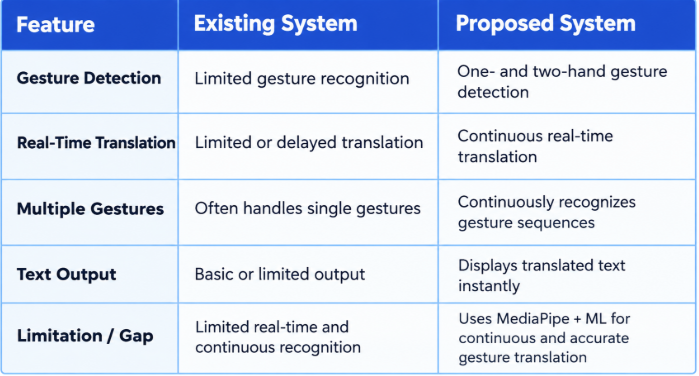 Feature Existing System Proposed System
Gesture Detection Limited gesture recognition One- and two-hand gesture
detection
Real-Time Translation Limited or delayed translation Continuous real-time
translation
Multiple Gestures Often handles single gestures Continuously recognizes
gesture sequences
Text Output Basic or limited output Displays translated text
instantly
Limitation / Gap Limited real-time and
continuous recognition
Uses MediaPipe + ML for
continuous and accurate
gesture translation